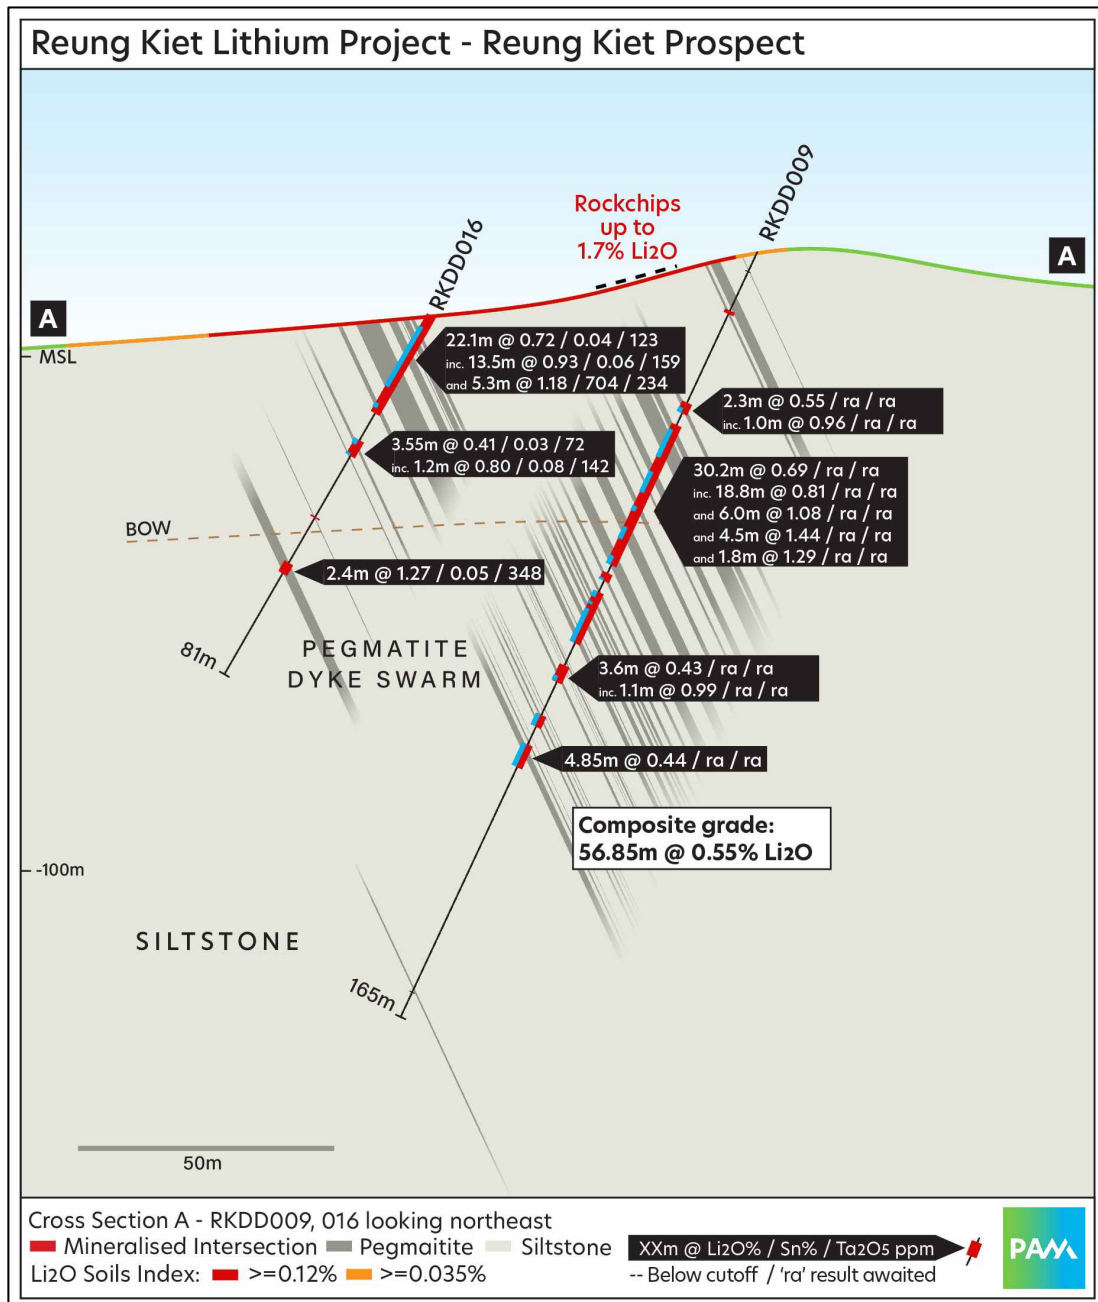 Reung Kiet Lithium Project - Reung Kiet Prospect
RKDD009
Rockchips
up to
1.7% Li2O
RKDD016
A
A
MSL
22.1m @ 0.72 / 0.04 / 123
inc. 13.5m @ 0.93 / 0.06 / 159
and 5.3m @ 1.18 / 704 / 234
2.3m @ 0.55 / ra / ra
inc. 1.0m @ 0.96 / ra / ra
3.55m @ 0.41 / 0.03 / 72
inc. 1.2m @ 0.80 / 0.08 / 142
30.2m @ 0.69 / ra / ra
inc. 18.8m @ 0.81 / ra / ra
and 6.0m @ 1.08 / ra / ra
and 4.5m @ 1.44 / ra / ra
and 1.8m @ 1.29 / ra / ra
BOW
2.4m @ 1.27 / 0.05 / 348
81m
PEGMATITE
DYKE SWARM
3.6m @ 0.43 / ra / ra
inc. 1.1m @ 0.99 / ra / ra
4.85m @ 0.44 / ra / ra
Composite grade:
56.85m @ 0.55% Li2O
-100m
SILTSTONE
165m
50m
Cross Section A - RKDD009, 016 looking northeast
Mineralised Intersection Pegmaitite Siltstone
XXm @ Li2O% / Sn% / Ta2O5 ppm
Li2O Soils Index: >=0.12% >=0.035%
-- Below cutoff / 'ra' result awaited
PAM